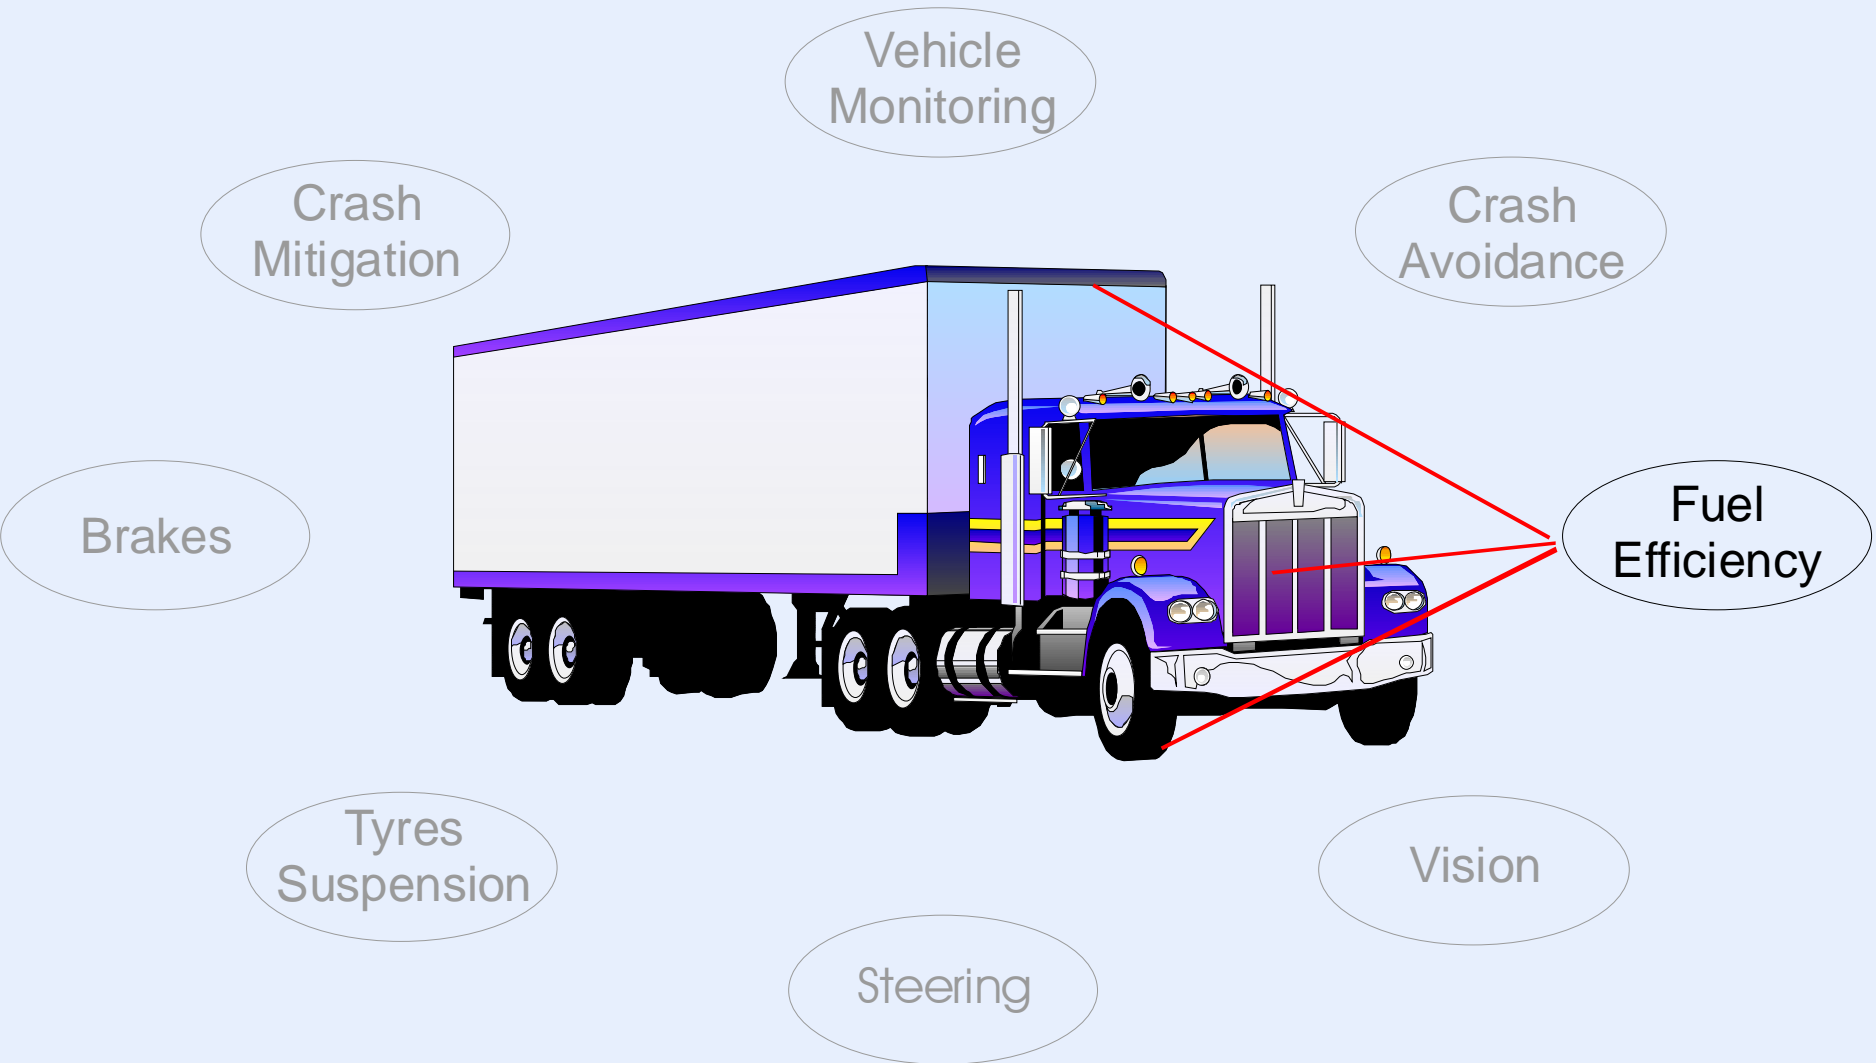 Vehicle
Monitoring
Crash
Mitigation
Crash
Avoidance
Brakes
Fuel
Efficiency
Tyres
Suspension
Vision
Steering